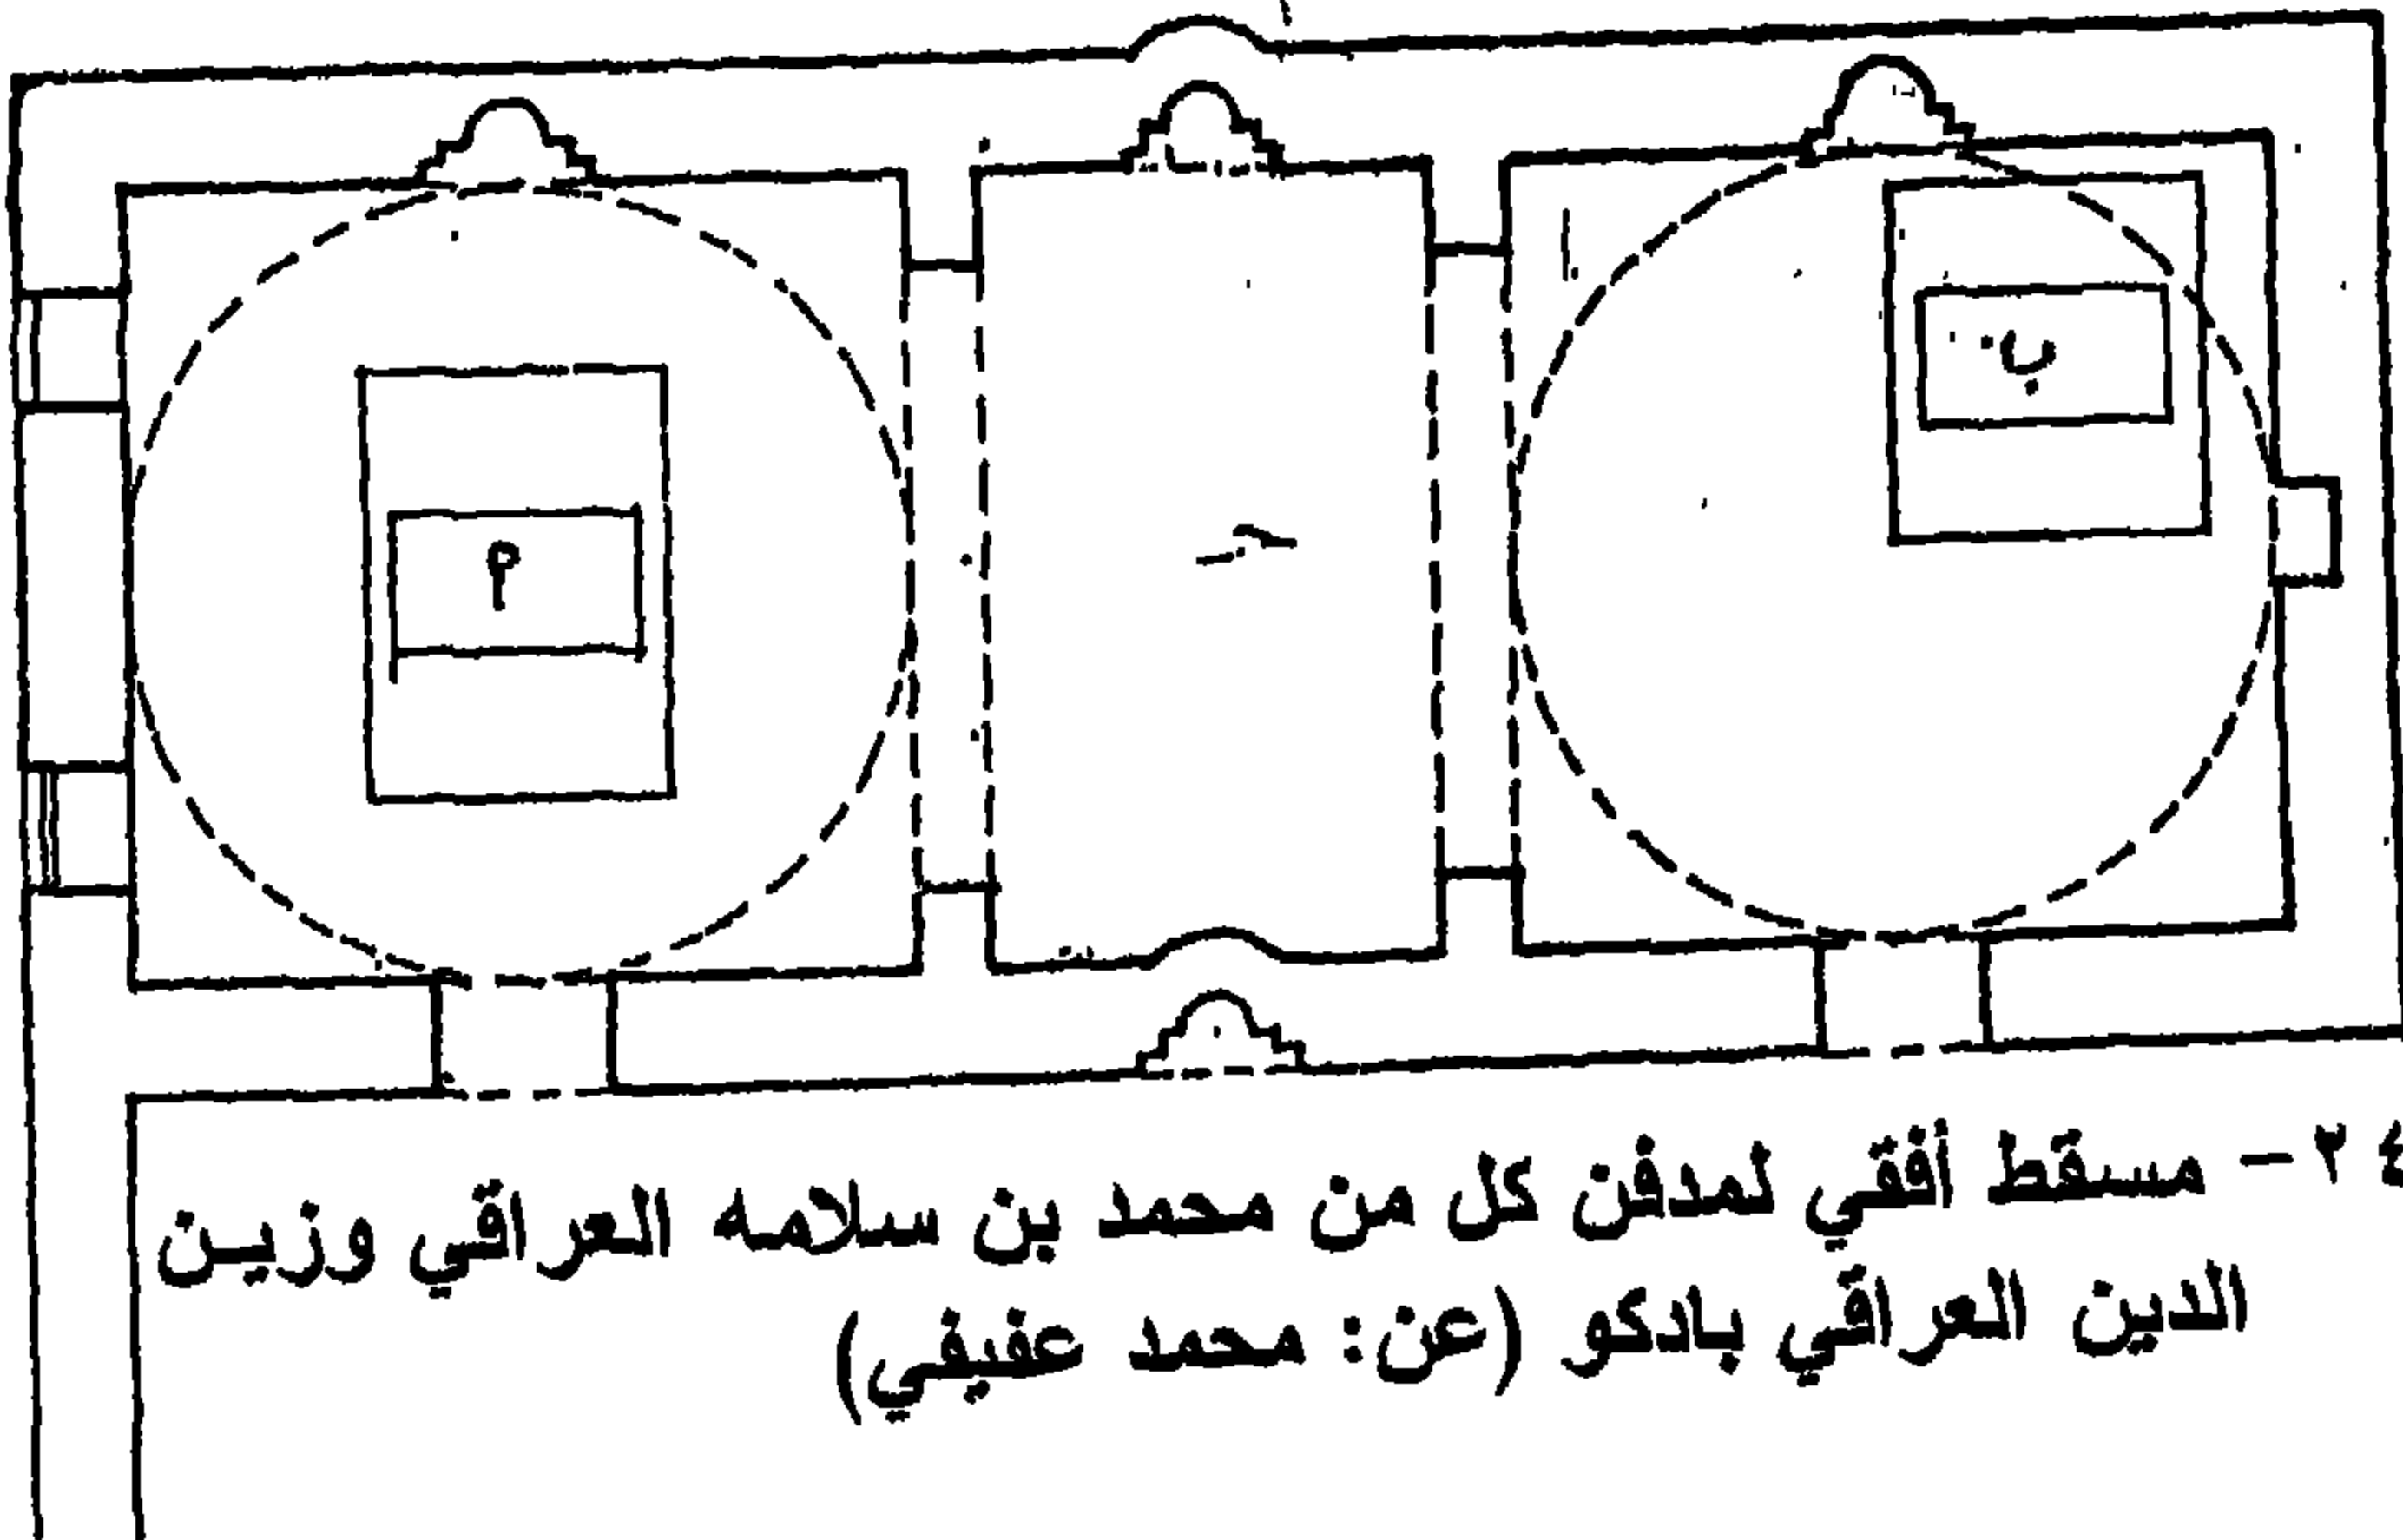 م
ب
حـ
٢٤- مسقط أفقي لمدفن كل من محمد بن سلامه العراقي وزين
الدين العراقي بادكو (عن: محمد عفيفي)